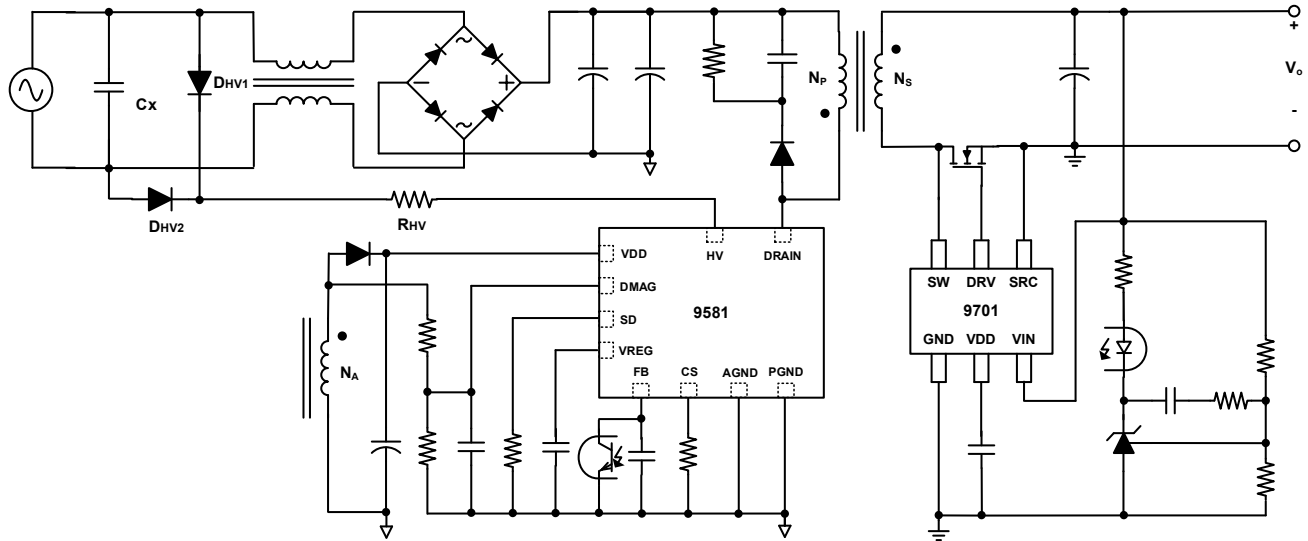 +
Vo
-
Cx
DHV1
~
−
+
~
NP
NS
DHV2
RHV
VDD
HV
DRAIN
DMAG
9581
SD
VREG
FB
CS
AGND
PGND
NA
SW
DRV
SRC
9701
GND
VDD
VIN